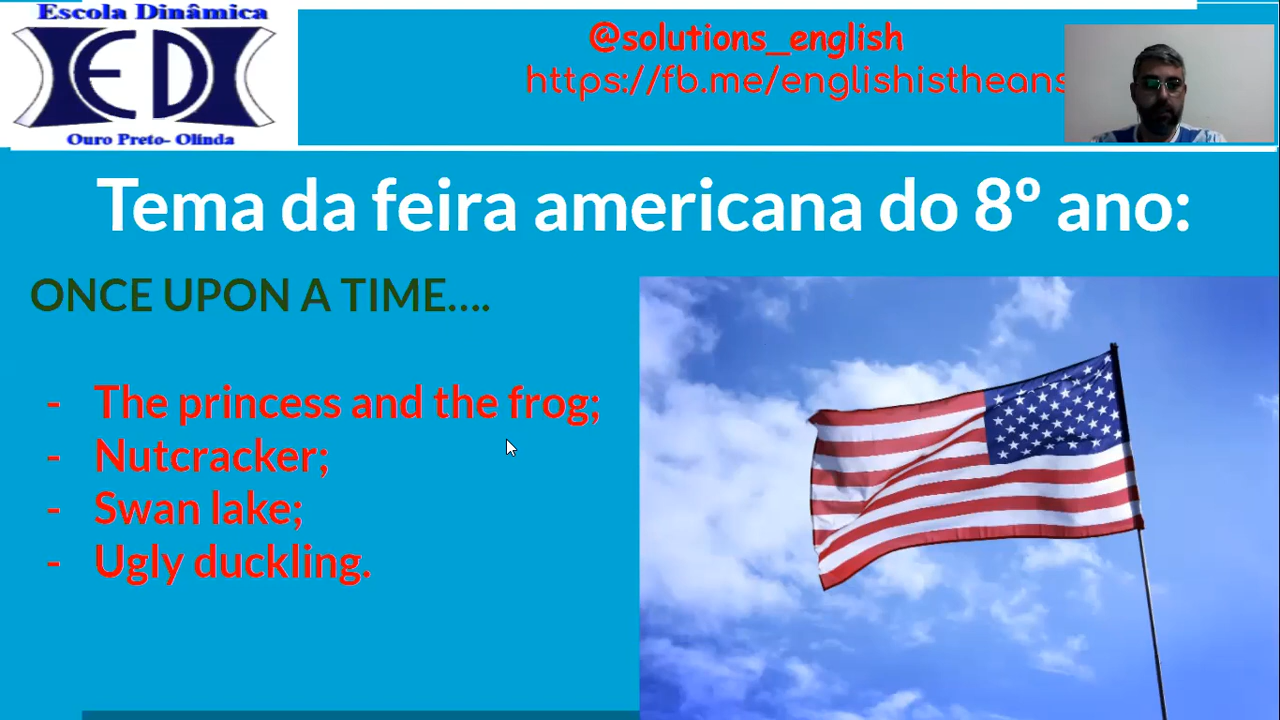 Escola Dinâmica
ED
Ouro Preto- Olinda
@solutions_english
https://fb.me/englishistheans
Tema da feira americana do 8º ano:
ONCE UPON A TIME....
- The princess and the frog;
- Nutcracker;
- Swan lake;
- Ugly duckling.